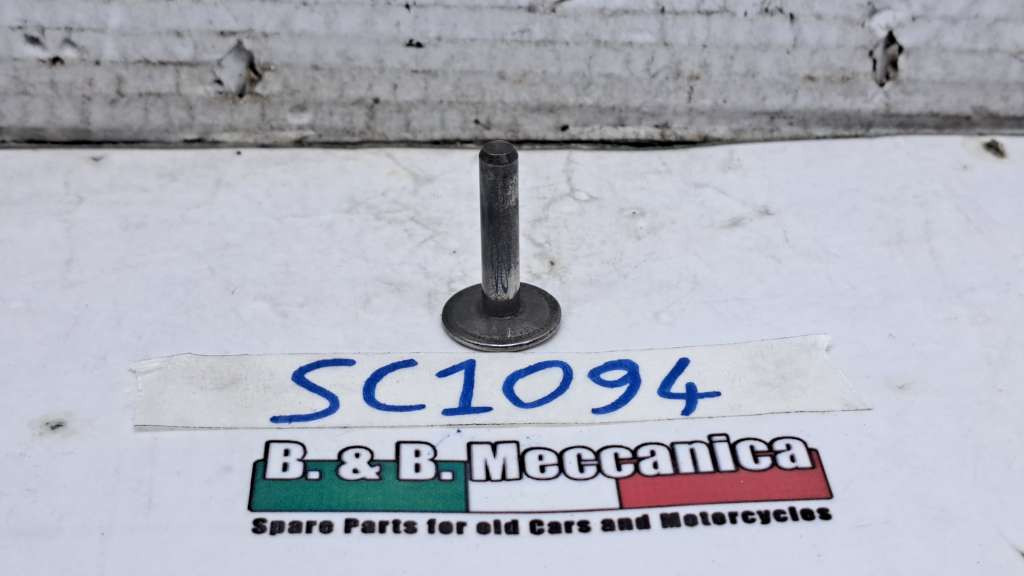 SC1094
B. & B. Meccanica
Spare Parts for old Cars and Motorcycles